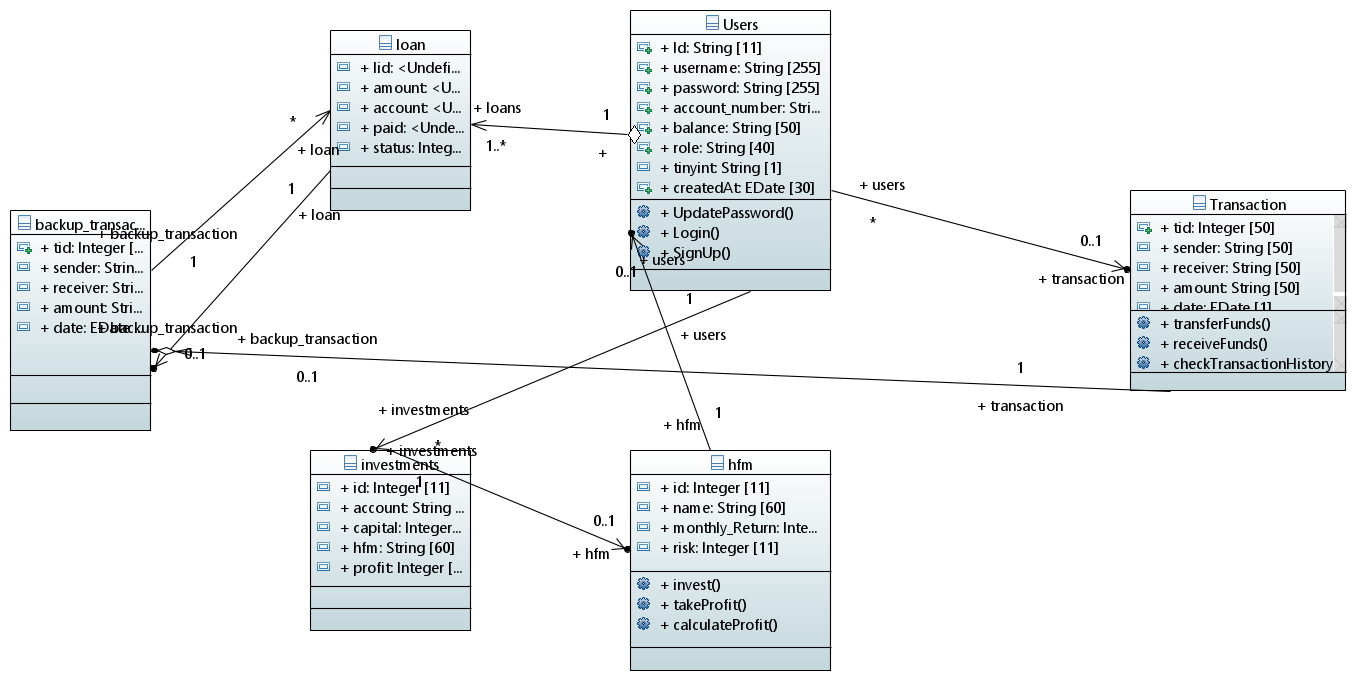 loan
+ lid: <Undefi...
+ amount: <U...
+ account: <U...
+ paid: <Unde...
+ status: Integ...
Users
+ Id: String [11]
+ username: String [255]
+ password: String [255]
+ account_number: Stri...
+ balance: String [50]
+ role: String [40]
+ tinyint: String [1]
+ createdAt: EDate [30]
+ UpdatePassword()
+ Login()
+ SignUp()
+ loans
1..*
1
+
*
+ loan
1
+ loan
backup_transac...
+ tid: Integer [...
+ sender: Strin...
+ receiver: Stri...
+ amount: Stri...
+ date: EDate
+ backup_transaction
1
+ backup_transaction
0..1
+ backup_transaction
0..1
+ users
*
0..1
+ transaction
Transaction
+ tid: Integer [50]
+ sender: String [50]
+ receiver: String [50]
+ amount: String [50]
+ date: EDate [1]
+ transferFunds()
+ receiveFunds()
+ checkTransactionHistory
1
+ transaction
+ users
0..1
1
+ users
+ investments
*
+ investments
1
1
+ hfm
investments
+ id: Integer [11]
+ account: String ...
+ capital: Integer...
+ hfm: String [60]
+ profit: Integer [...
0..1
+ hfm
hfm
+ id: Integer [11]
+ name: String [60]
+ monthly_Return: Inte...
+ risk: Integer [11]
+ invest()
+ takeProfit()
+ calculateProfit()